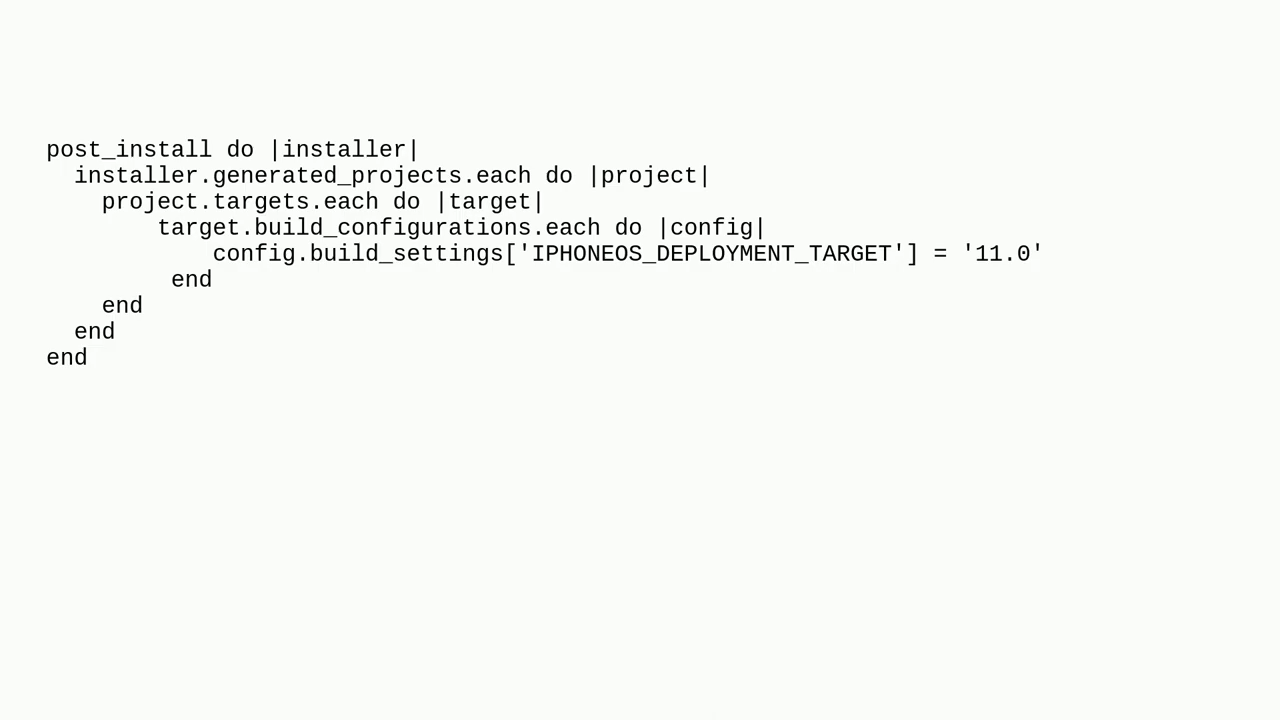 post_install do |installer|
  installer.generated_projects.each do |project|
    project.targets.each do |target|
        target.build_configurations.each do |config|
            config.build_settings['IPHONEOS_DEPLOYMENT_TARGET'] = '11.0'
         end
    end
  end
end